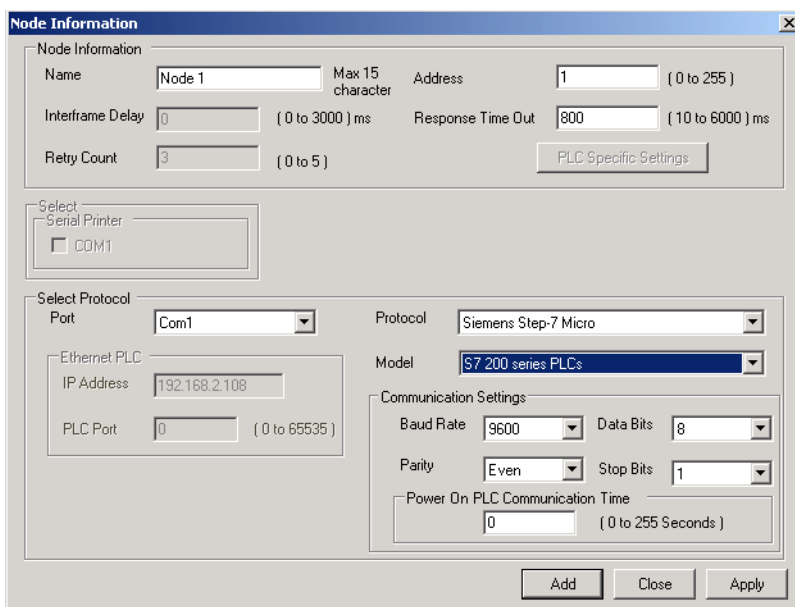 Node Information
Node Information
Name Node 1 Max 15 character Address 1 ( 0 to 255 )
Interframe Delay 0 ( 0 to 3000 ) ms Response Time Out 800 ( 10 to 6000 ) ms
Retry Count 3 ( 0 to 5 ) PLC Specific Settings
Select
Serial Printer
COM1
Select Protocol
Port Com1 Protocol Siemens Step-7 Micro
Ethernet PLC
Model S7 200 series PLCs
IP Address 192.168.2.108
Communication Settings
Baud Rate 9600 Data Bits 8
PLC Port 0 ( 0 to 65535 )
Parity Even Stop Bits 1
Power On PLC Communication Time
0 ( 0 to 255 Seconds )
Add Close Apply